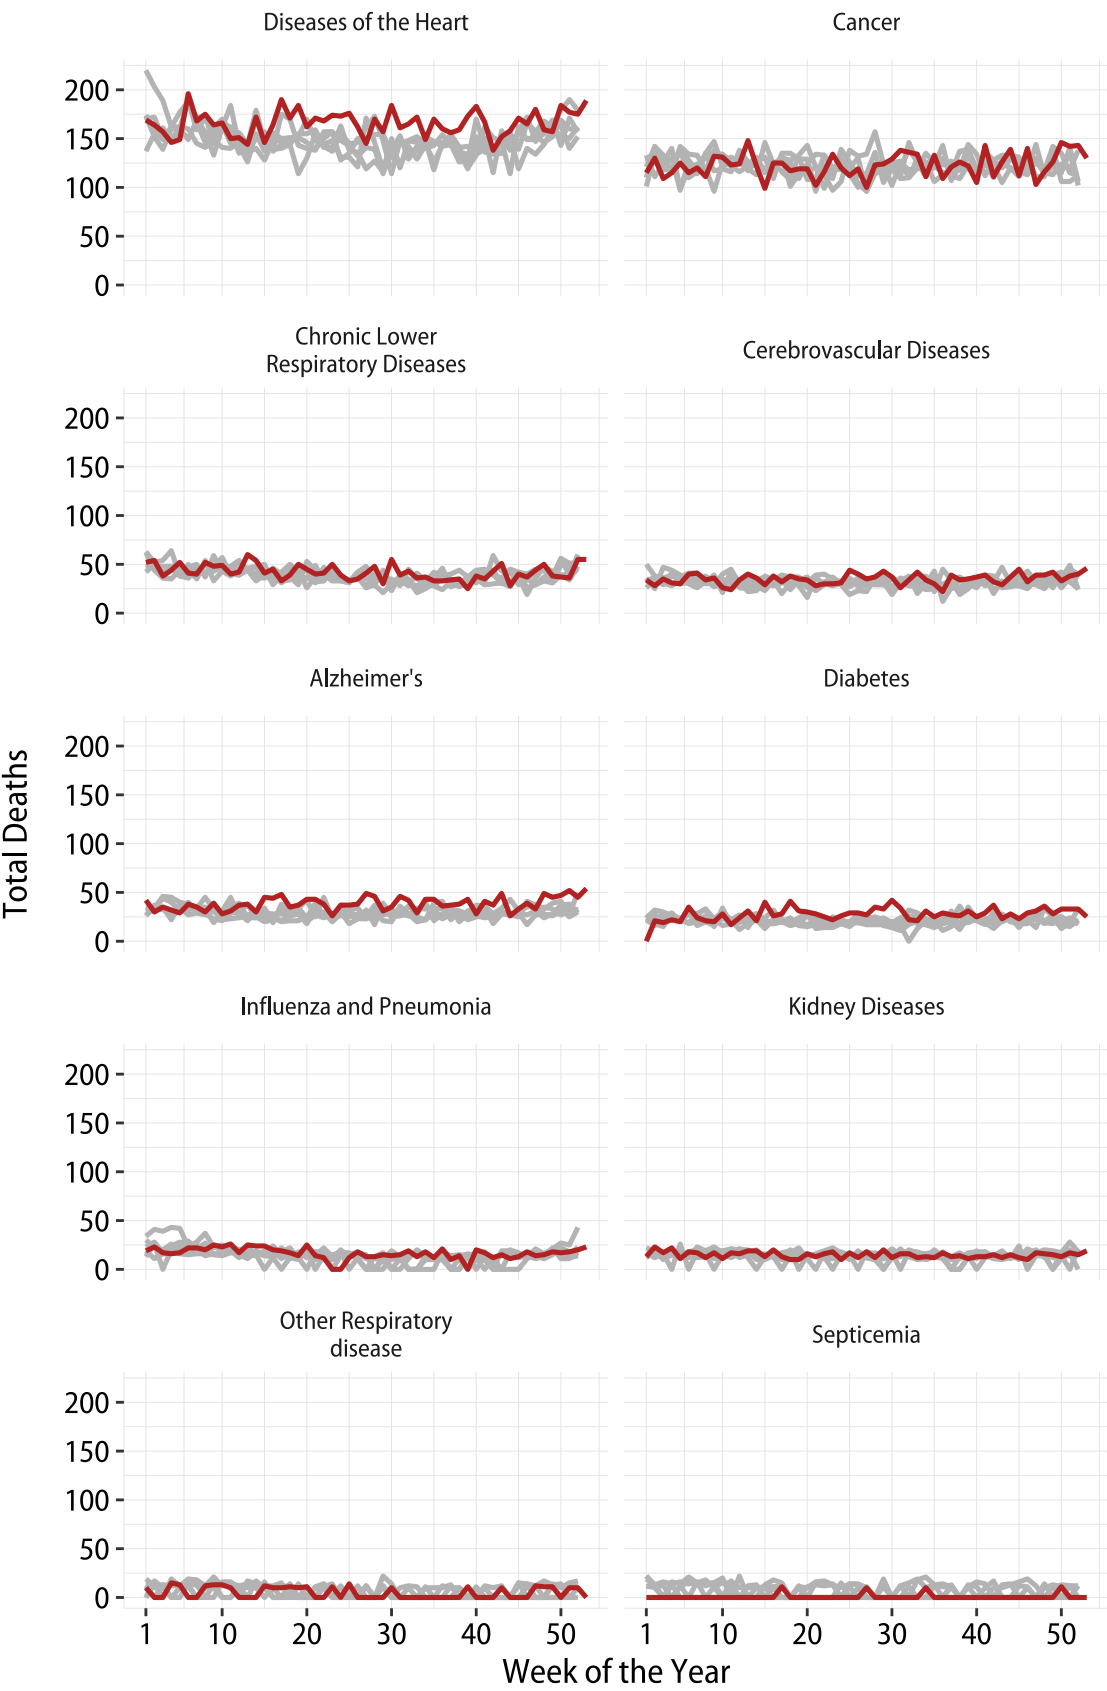 Diseases of the Heart
Cancer
200
150
100
50
0
Chronic Lower
Respiratory Diseases
Cerebrovascular Diseases
200
150
100
50
0
Alzheimer's
Diabetes
200
150
100
50
0
Total Deaths
Influenza and Pneumonia
Kidney Diseases
200
150
100
50
0
Other Respiratory
disease
Septicemia
200
150
100
50
0
1 10 20 30 40 50
1 10 20 30 40 50
Week of the Year